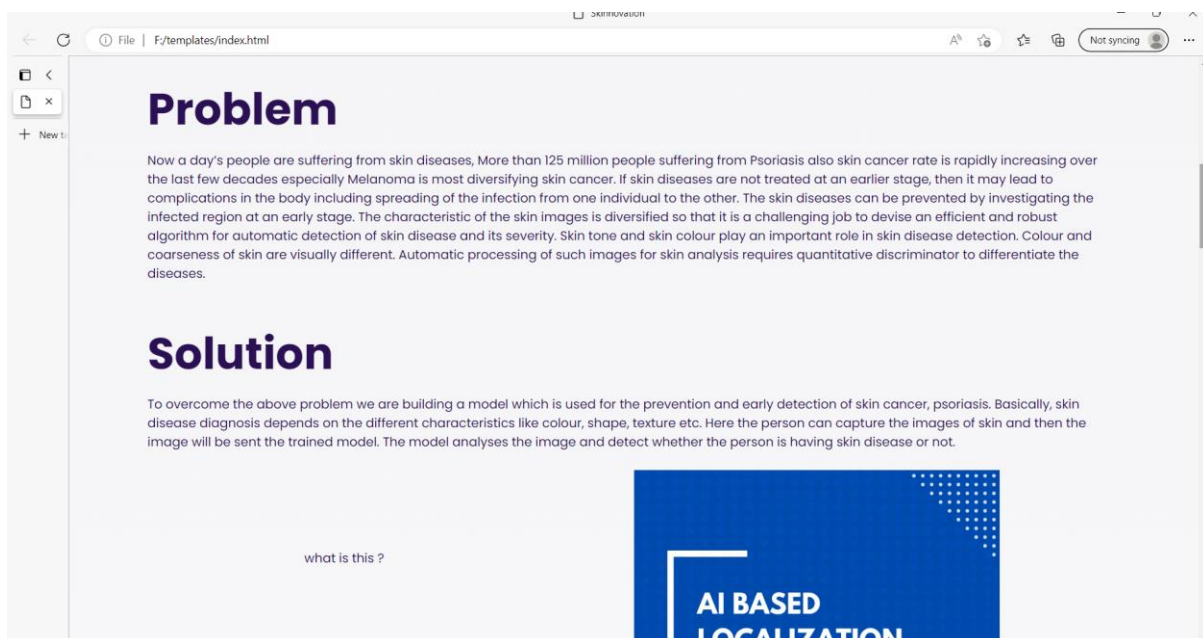 Skinnovation
File | F:/templates/index.html
Not syncing
New ta
Problem
Now a day's people are suffering from skin diseases, More than 125 million people suffering from Psoriasis also skin cancer rate is rapidly increasing over
the last few decades especially Melanoma is most diversifying skin cancer. If skin diseases are not treated at an earlier stage, then it may lead to
complications in the body including spreading of the infection from one individual to the other. The skin diseases can be prevented by investigating the
infected region at an early stage. The characteristic of the skin images is diversified so that it is a challenging job to devise an efficient and robust
algorithm for automatic detection of skin disease and its severity. Skin tone and skin colour play an important role in skin disease detection. Colour and
coarseness of skin are visually different. Automatic processing of such images for skin analysis requires quantitative discriminator to differentiate the
diseases.
Solution
To overcome the above problem we are building a model which is used for the prevention and early detection of skin cancer, psoriasis. Basically, skin
disease diagnosis depends on the different characteristics like colour, shape, texture etc. Here the person can capture the images of skin and then the
image will be sent the trained model. The model analyses the image and detect whether the person is having skin disease or not.
what is this ?
AI BASED
LOCALIZATION